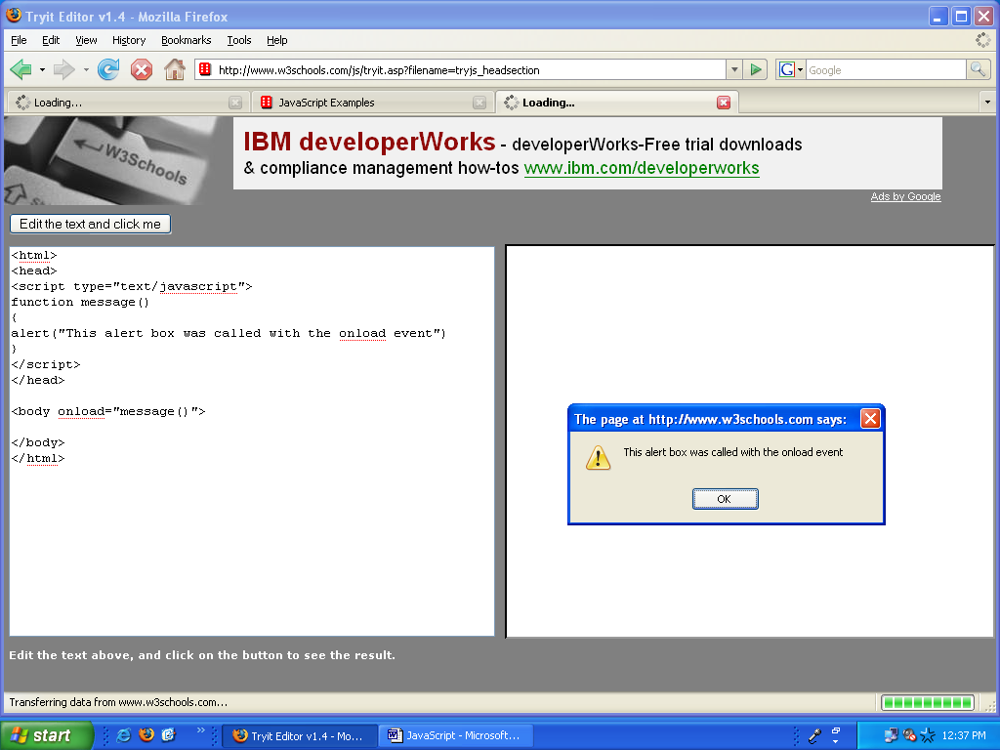 Tryit Editor v1.4 - Mozilla Firefox
File Edit View History Bookmarks Tools Help
http://www.w3schools.com/js/tryit.asp?filename=tryjs_headsection
G Google
Loading...
JavaScript Examples
Loading...
W3Schools
IBM developerWorks - developerWorks-Free trial downloads
& compliance management how-tos www.ibm.com/developerworks
Ads by Google
Edit the text and click me
<html>
<head>
<script type="text/javascript">
function message()
{
alert("This alert box was called with the onload event")
}
</script>
</head>
<body onload="message()">
</body>
</html>
The page at http://www.w3schools.com says:
This alert box was called with the onload event
OK
Edit the text above, and click on the button to see the result.
Transferring data from www.w3schools.com...
start
Tryit Editor v1.4 - Mo...
JavaScript - Microsoft...
12:37 PM